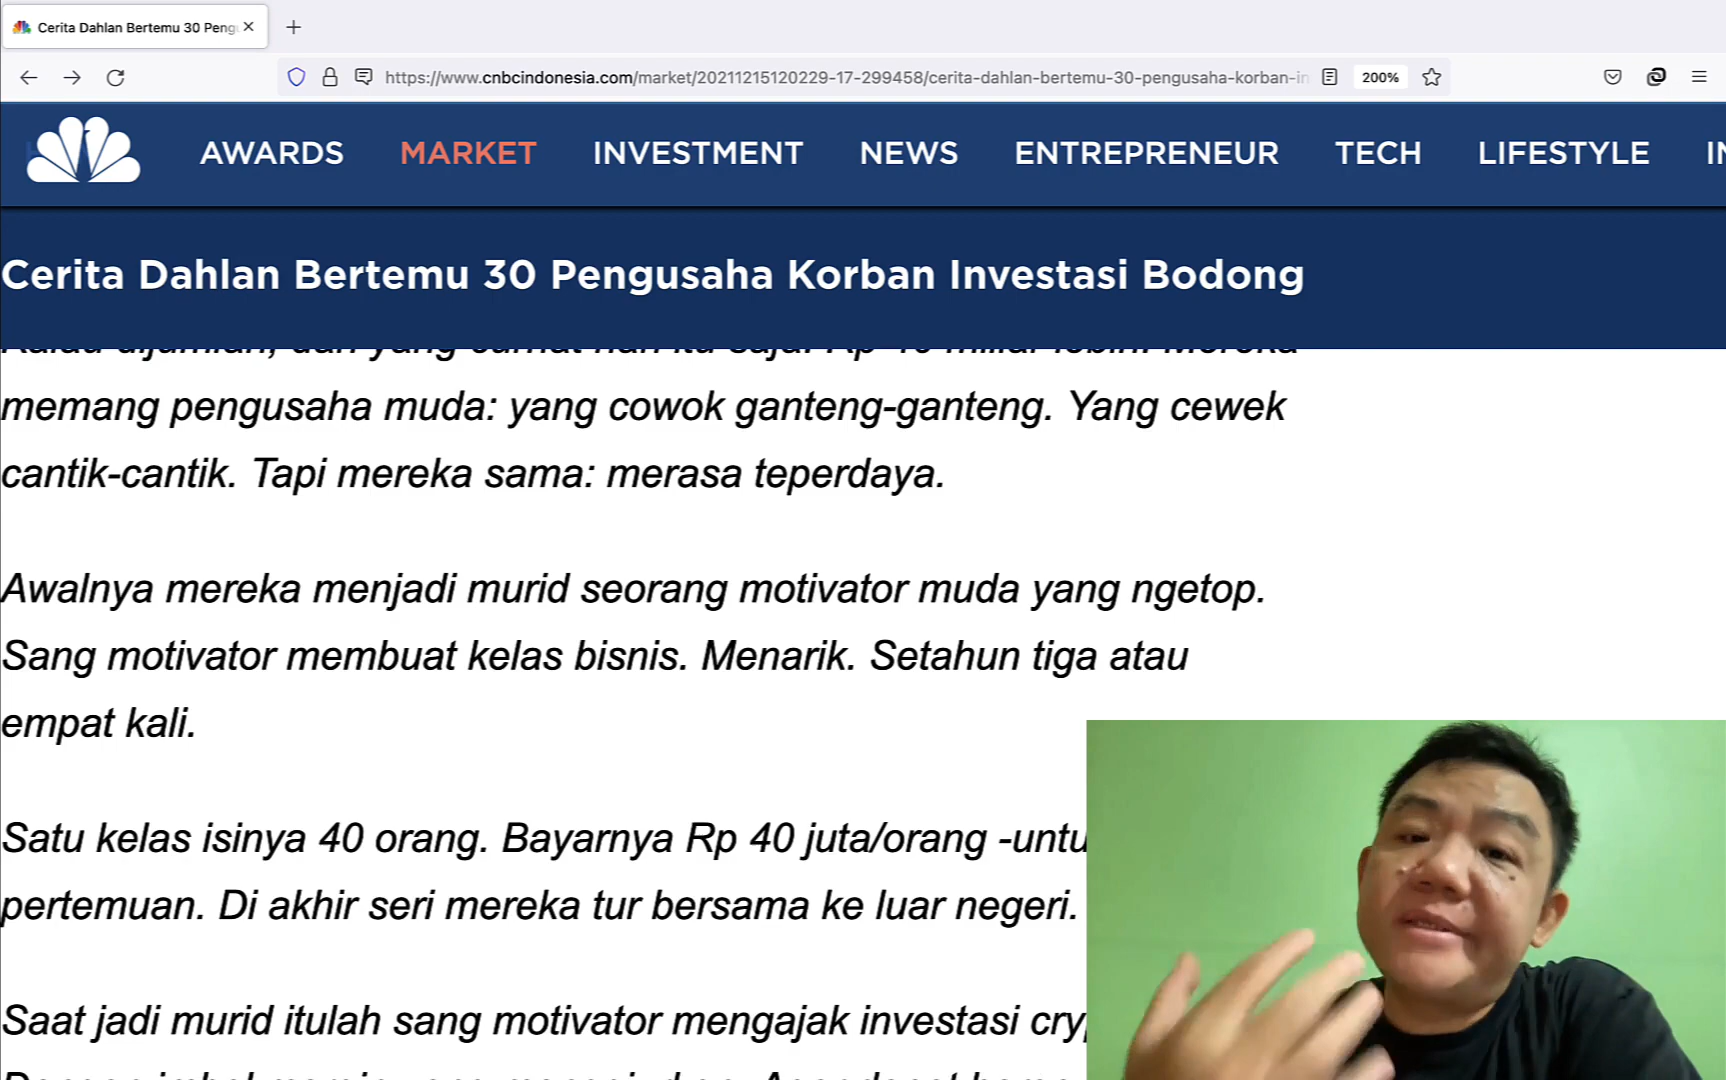 Cerita Dahlan Bertemu 30 Peng
https://www.cnbcindonesia.com/market/20211215120229-17-299458/cerita-dahlan-bertemu-30-pengusaha-korban-in
200%
AWARDS MARKET INVESTMENT NEWS ENTREPRENEUR TECH LIFESTYLE
Cerita Dahlan Bertemu 30 Pengusaha Korban Investasi Bodong
memang pengusaha muda: yang cowok ganteng-ganteng. Yang cewek
cantik-cantik. Tapi mereka sama: merasa teperdaya.
Awalnya mereka menjadi murid seorang motivator muda yang ngetop.
Sang motivator membuat kelas bisnis. Menarik. Setahun tiga atau
empat kali.
Satu kelas isinya 40 orang. Bayarnya Rp 40 juta/orang -untu
pertemuan. Di akhir seri mereka tur bersama ke luar negeri.
Saat jadi murid itulah sang motivator mengajak investasi cry